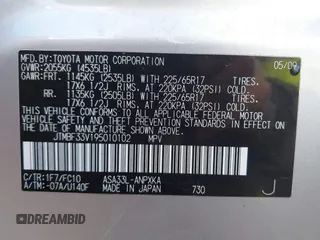 MFD. BY: TOYOTA MOTOR CORPORATION 05/09
GVWR: 2055KG (4535LB)
GAWR: FRT. 1145KG (2535LB) WITH 225/65R17 TIRES.
17X6 1/2J RIMS, AT 220KPA (32PSI) COLD
RR. 1135KG (2505LB) WITH 225/65R17 TIRES.
17X6 1/2J RIMS, AT 220KPA (32PSI) COLD
THIS VEHICLE CONFORMS TO ALL APPLICABLE FEDERAL
MOTOR VEHICLE SAFETY
THEFT PREVENTION STANDARDS IN EFFECT ON THE DATE OF
MANUFACTURE SHOWN ABOVE.
JTMBF33V195010102 MPV
C/TR: 1F7/FC10 ASA33L-ANPXKA
A/TM: -07A/U140F MADE IN JAPAN 730 J